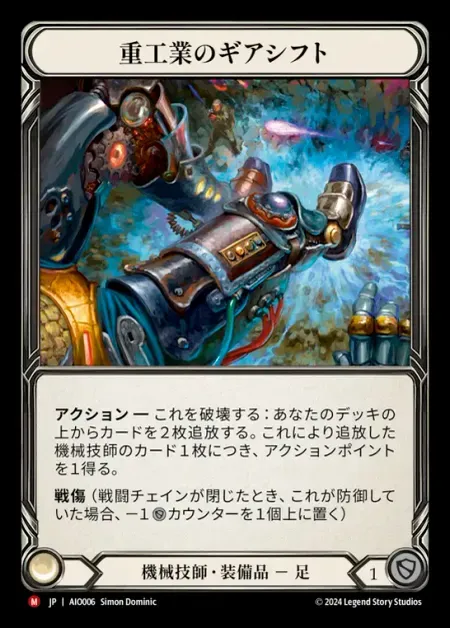 重工業のギアシフト
アクション ー これを破壊する：あなたのデッキの
上からカードを２枚追放する。これにより追放した
機械技師のカード１枚につき、アクションポイント
を１得る。
戦傷（戦闘チェインが閉じたとき、これが防御して
いた場合、－１カウンターを１個上に置く）
機械技師・装備品 － 足
1
M JP | AIO006 Simon Dominic
© 2024 Legend Story Studios